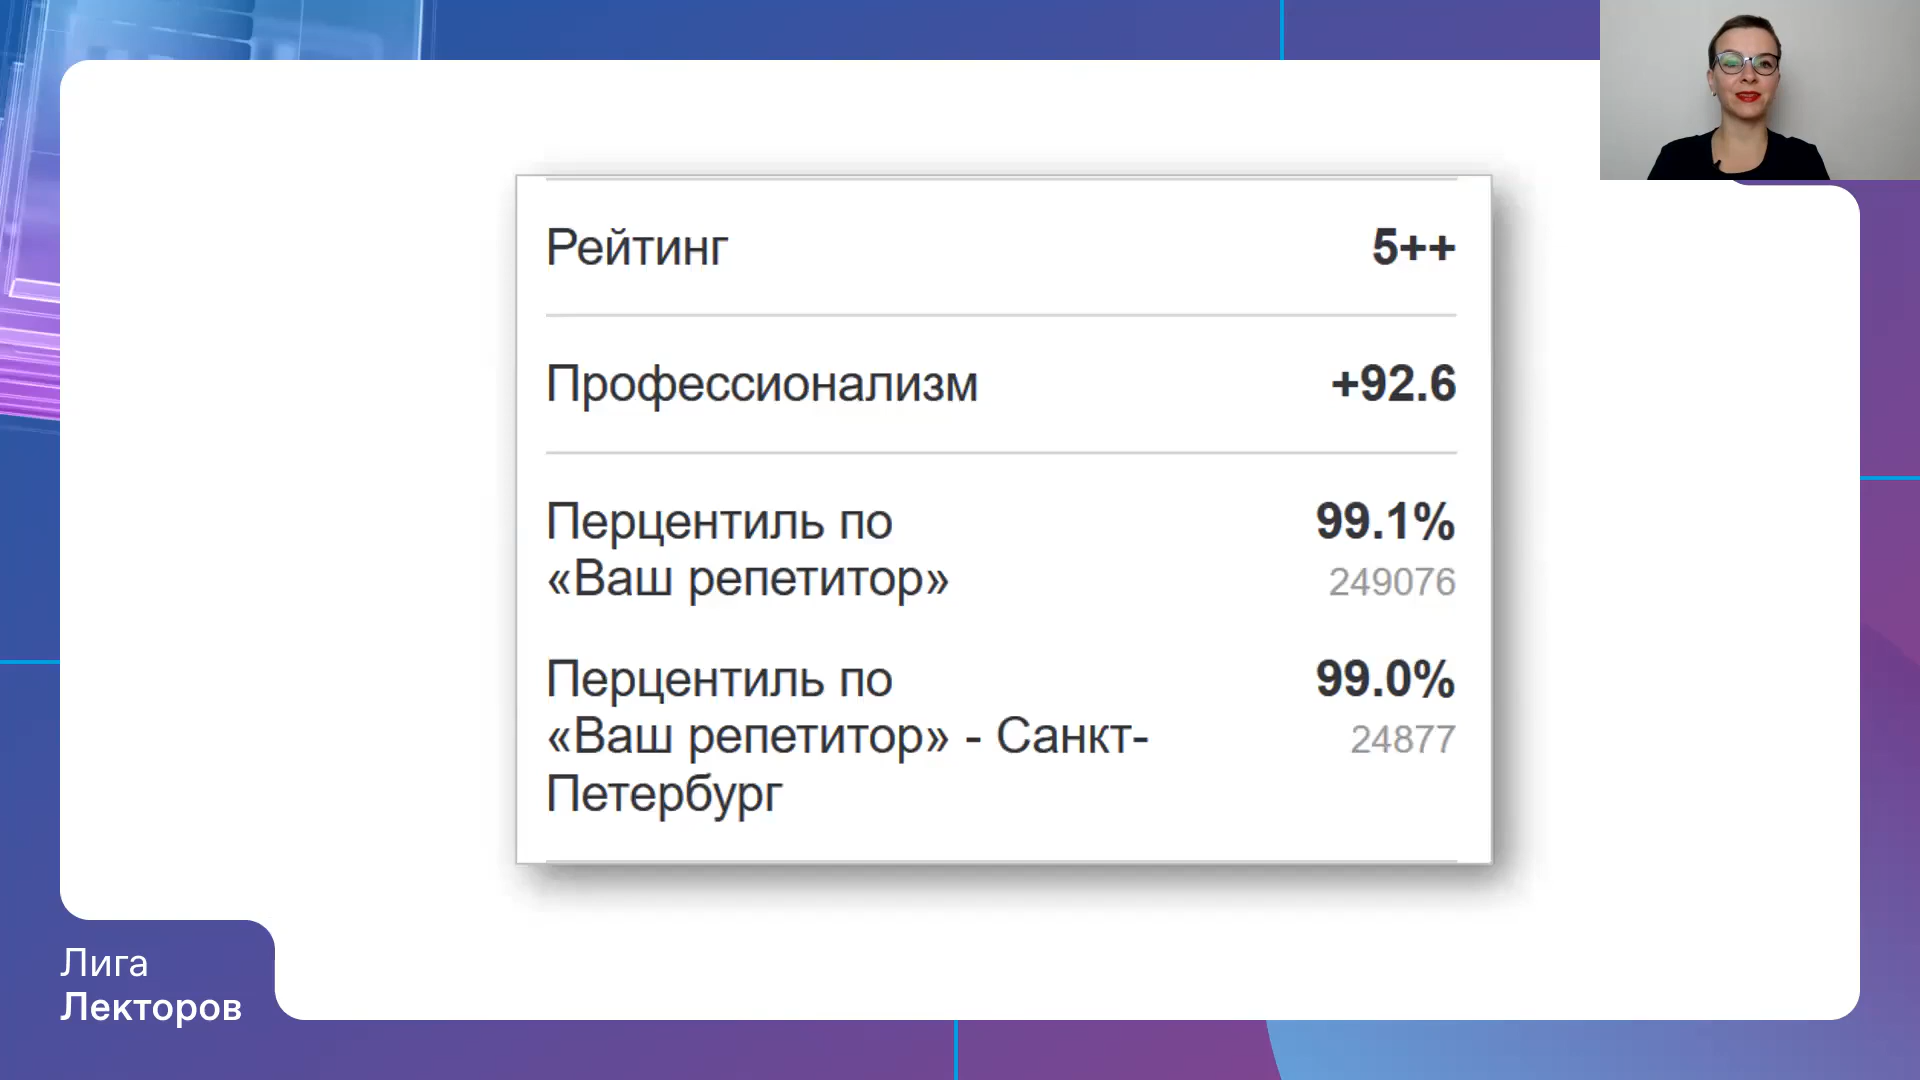 Рейтинг 5++
Профессионализм +92.6
Перцентиль по 99.1%
«Ваш репетитор» 249076
Перцентиль по 99.0%
«Ваш репетитор» - Санкт- 24877
Петербург
Лига
Лекторов